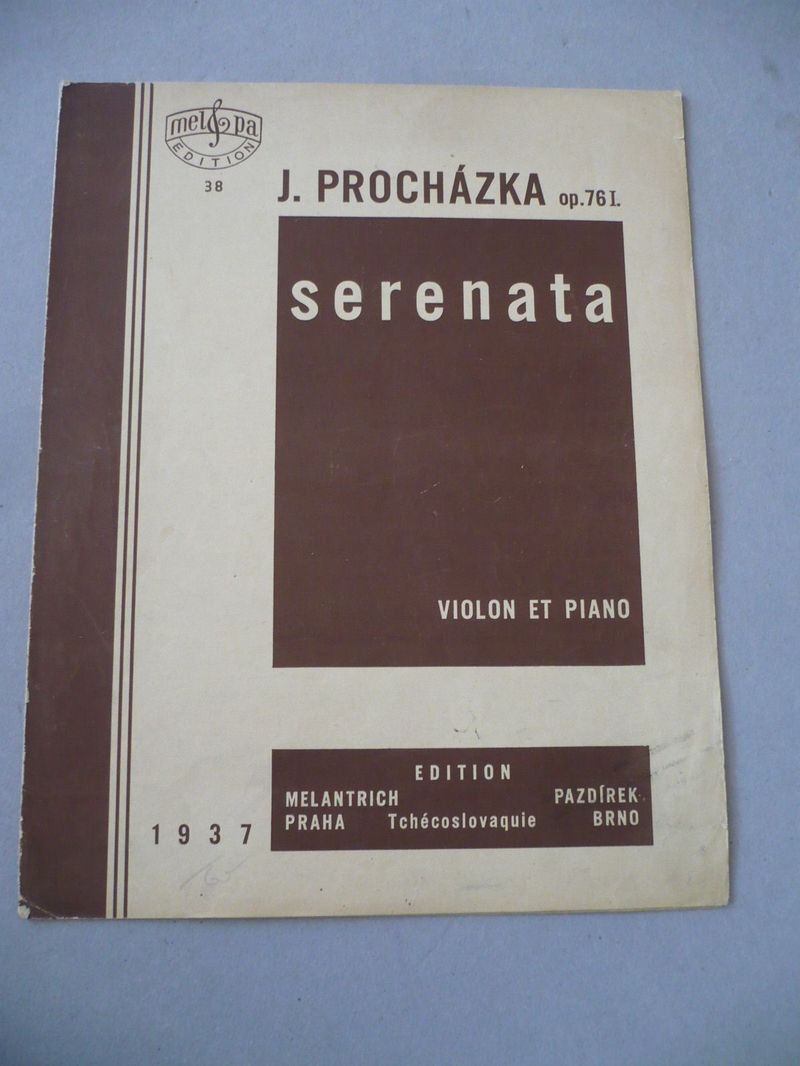 mel pa
EDITION
38
J. PROCHÁZKA op. 76 I.
serenata
VIOLON ET PIANO
EDITION
MELANTRICH PAZDÍREK
PRAHA Tchécoslovaquie BRNO
1937